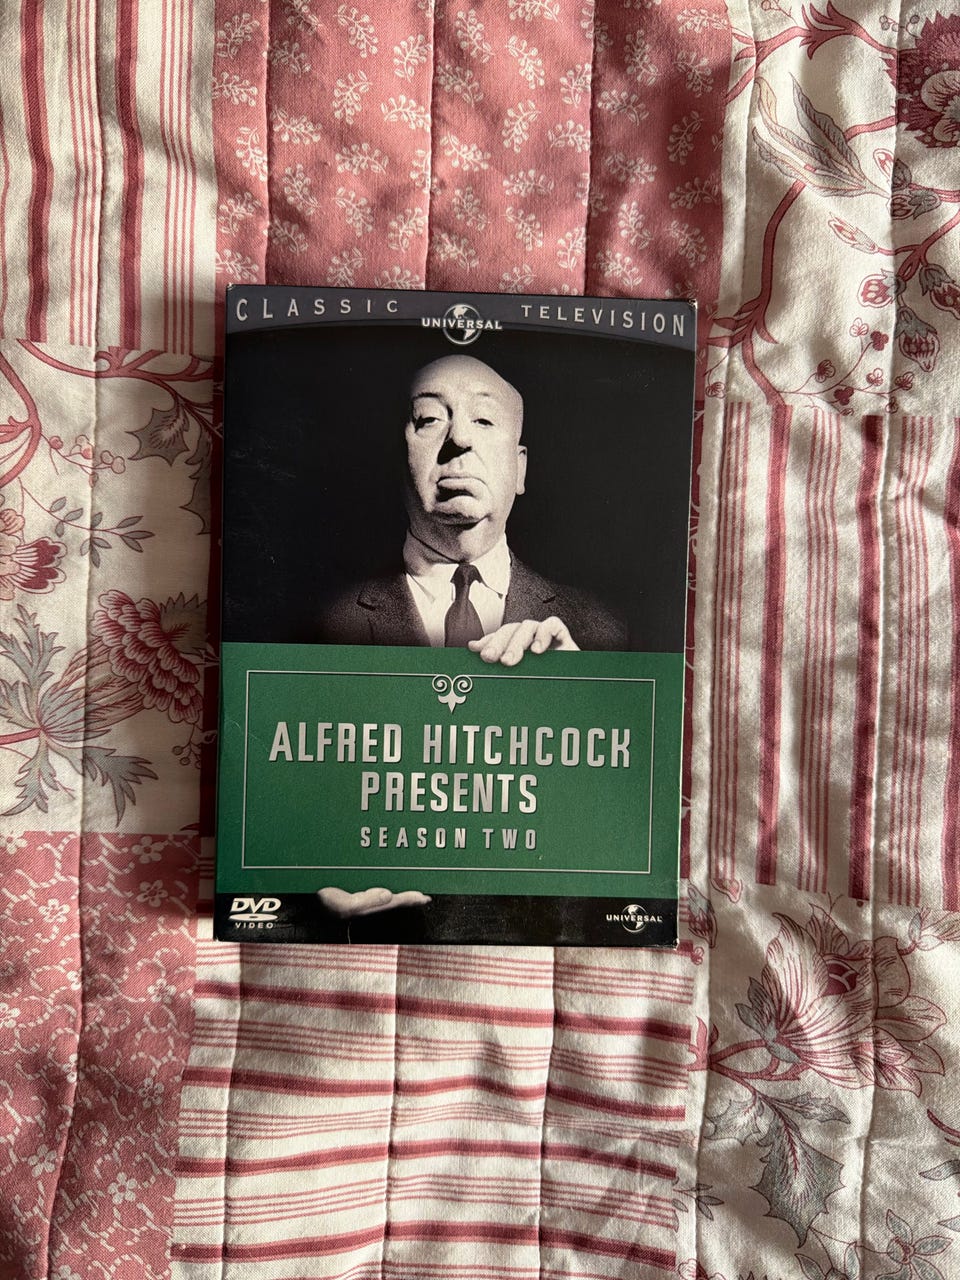 CLASSIC UNIVERSAL TELEVISION
ALFRED HITCHCOCK
PRESENTS
SEASON TWO
DVD
VIDEO
UNIVERSAL